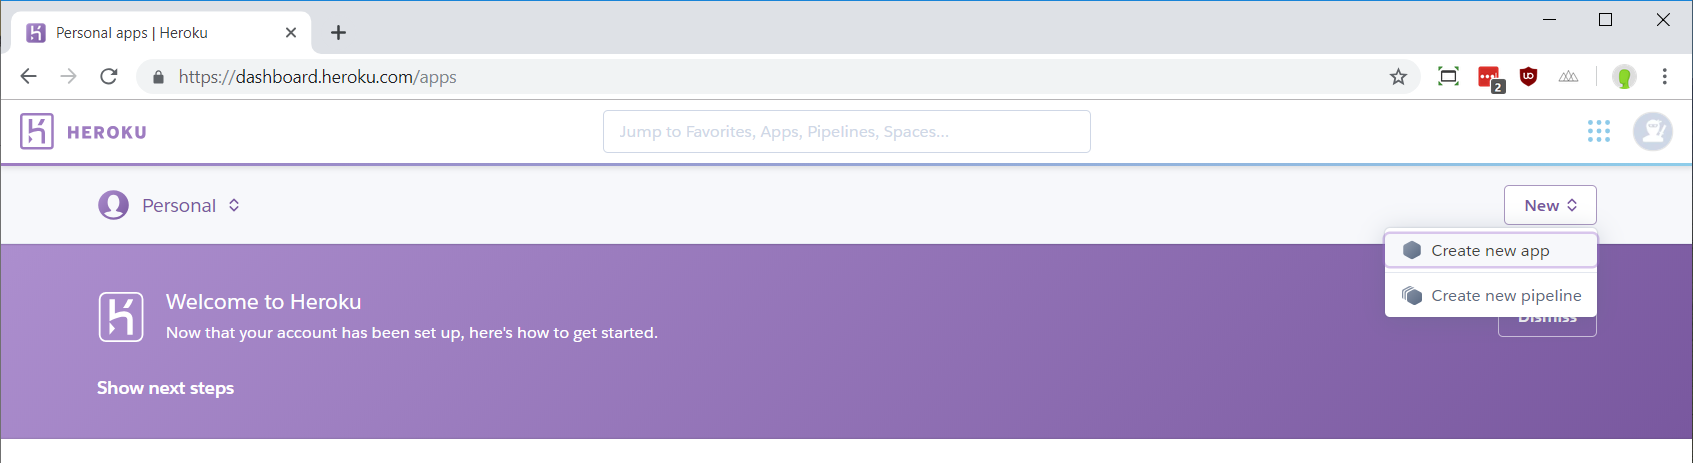 Personal apps | Heroku
https://dashboard.heroku.com/apps
2
HEROKU
Jump to Favorites, Apps, Pipelines, Spaces...
Personal
New
Create new app
Create new pipeline
Welcome to Heroku
Now that your account has been set up, here's how to get started.
Dismiss
Show next steps